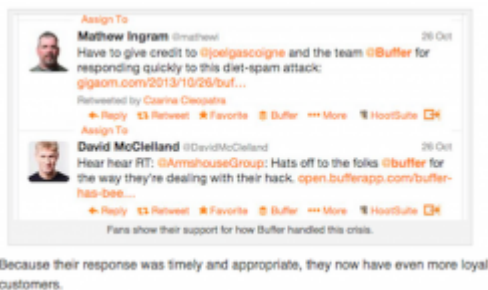 Assign To
Mathew Ingram @mathewi 26 Oct
Have to give credit to @joelgascoigne and the team @Buffer for
responding quickly to this diet-spam attack:
gigaom.com/2013/10/26/buf...
Retweeted by Czarina Cleopatra
Reply Retweet Favorite Buffer More HootSuite
Assign To
David McClelland @DavidMcClelland 26 Oct
Hear hear RT: @ArmshouseGroup: Hats off to the folks @buffer for
the way they're dealing with their hack. open.bufferapp.com/buffer-
has-bee...
Reply Retweet Favorite Buffer More HootSuite
Fans show their support for how Buffer handled this crisis.
Because their response was timely and appropriate, they now have even more loyal
customers.